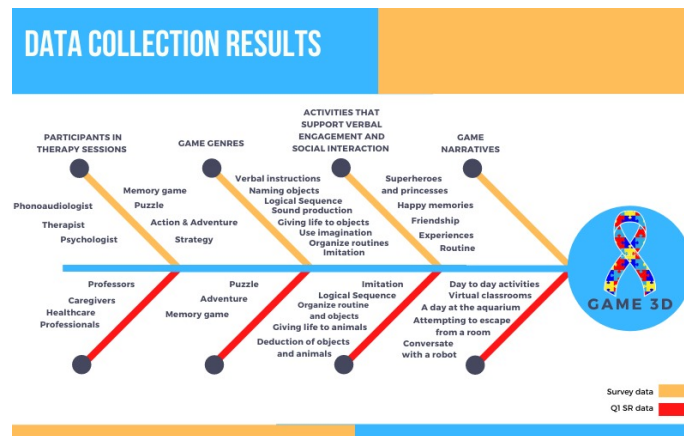 DATA COLLECTION RESULTS
PARTICIPANTS IN
THERAPY SESSIONS
GAME GENRES
ACTIVITIES THAT
SUPPORT VERBAL
ENGAGEMENT AND
SOCIAL INTERACTION
GAME
NARRATIVES
Phonoaudiologist
Therapist
Psychologist
Memory game
Puzzle
Action & Adventure
Strategy
Verbal instructions
Naming objects
Logical Sequence
Sound production
Giving life to objects
Use imagination
Organize routines
Imitation
Superheroes
and princesses
Happy memories
Friendship
Experiences
Routine
GAME 3D
Professors
Caregivers
Healthcare
Professionals
Puzzle
Adventure
Memory game
Imitation
Logical Sequence
Organize routine
and objects
Giving life to animals
Deduction of objects
and animals
Day to day activities
Virtual classrooms
A day at the aquarium
Attempting to escape
from a room
Conversate
with a robot
Survey data
Q1 SR data